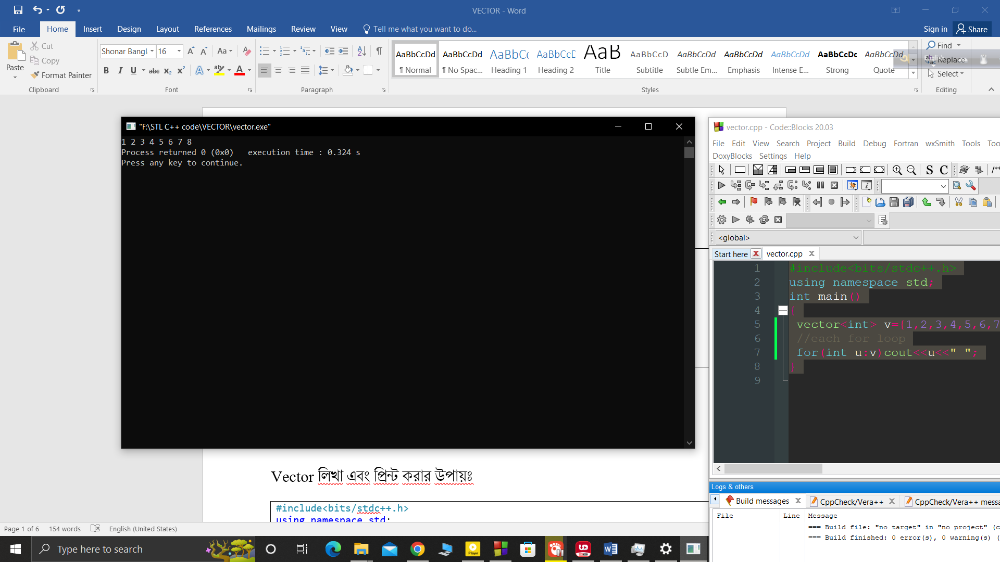 VECTOR - Word
File Home Insert Design Layout References Mailings Review View Tell me what you want to do... Sign in Share
Paste
Cut
Copy
Format Painter
Clipboard
Shonar Bangl 16
Font
Paragraph
AaBbCcDd AaBbCcDd AaBbCc AaBbCcD AaB AaBbCcD AaBbCcDd AaBbCcDd AaBbCcDd AaBbCcDc AaBbCcDd
¶ Normal ¶ No Spac... Heading 1 Heading 2 Title Subtitle Subtle Em... Emphasis Intense E... Strong Quote
Styles
Find
Replace
Select
Editing
"F:\STL C++ code\VECTOR\vector.exe"
1 2 3 4 5 6 7 8
Process returned 0 (0x0)   execution time : 0.324 s
Press any key to continue.
vector.cpp - Code::Blocks 20.03
File Edit View Search Project Build Debug Fortran wxSmith Tools Too
DoxyBlocks Settings Help
S C /**
<global>
Start here vector.cpp
1 #include<bits/stdc++.h>
2 using namespace std;
3 int main()
4 {
5 vector<int> v={1,2,3,4,5,6,7
6 //each for loop
7 for(int u:v)cout<<u<<" ";
8 }
9
Logs & others
Build messages CppCheck/Vera++ CppCheck/Vera++ messa
File Line Message
=== Build file: "no target" in "no project" (c
=== Build finished: 0 error(s), 0 warning(s) (
Vector লিখা এবং প্রিন্ট করার উপায়ঃ
#include<bits/stdc++.h>
using namespace std;
Page 1 of 6 154 words English (United States)
Type here to search